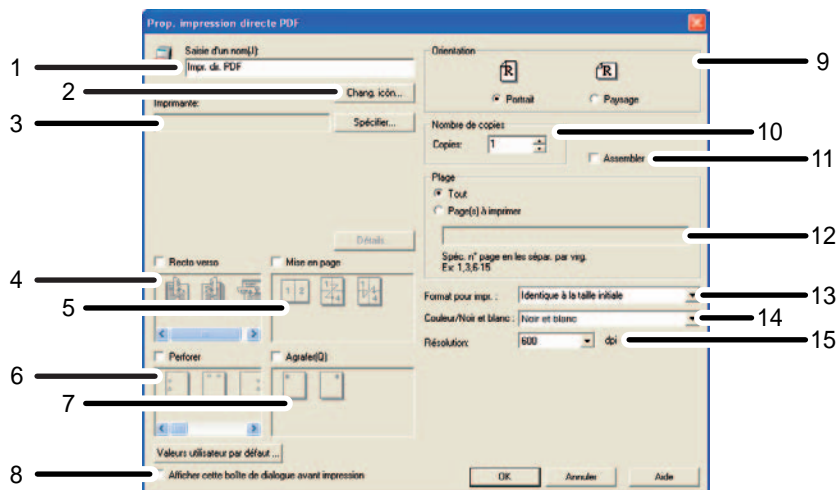 Prop. impression directe PDF
Saisie d'un nom(J):
Impr. dir. PDF
Chang. icôn...
Imprimante:
Spécifier...
Détails
Recto verso
Mise en page
1 2
Perforer
Agrafer(Q)
Valeurs utilisateur par défaut ...
Afficher cette boîte de dialogue avant impression
Orientation
R
R
Portrait
Paysage
Nombre de copies
Copies:
1
Assembler
Plage
Tout
Page(s) à imprimer
Spéc. n° page en les sépar. par virg.
Ex: 1,3,6-15
Format pour impr. :
Identique à la taille initiale
Couleur/Noir et blanc :
Noir et blanc
Résolution:
600
dpi
OK
Annuler
Aide
1
2
3
4
5
6
7
8
9
10
11
12
13
14
15